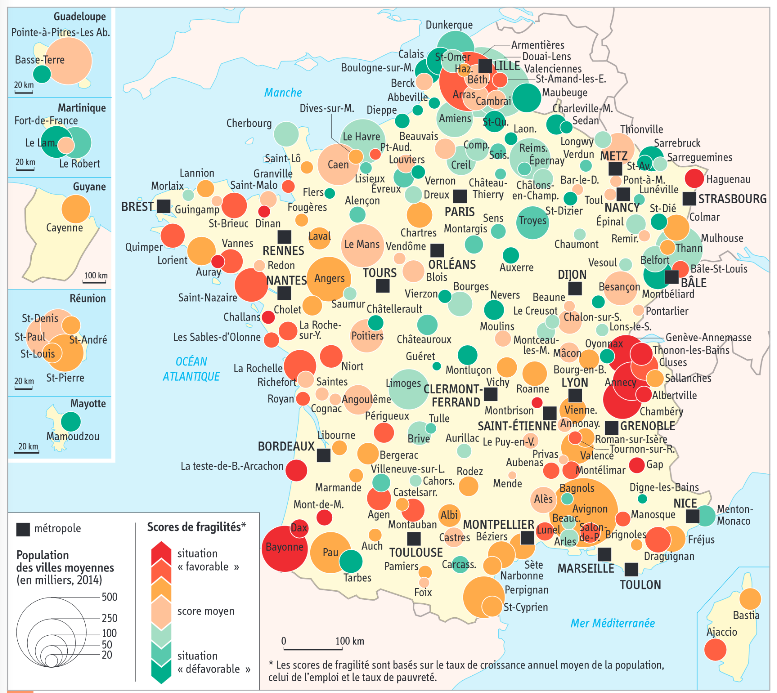 Guadeloupe
Pointe-à-Pitres-Les Ab.
Basse-Terre
20 km
Martinique
Fort-de-France
Le Lam.
Le Robert
20 km
Guyane
Cayenne
100 km
Réunion
St-Denis
St-Paul
St-André
St-Louis
St-Pierre
20 km
Mayotte
Mamoudzou
20 km
Dunkerque
Calais
Armentières
Douai-Lens
St-Omer
LILLE
Valenciennes
Boulogne-sur-M.
Haz.
St-Amand-les-E.
Berck
Béth.
Maubeuge
Manche
Abbeville
Arras
Cambrai
Dieppe
Charleville-M.
Dives-sur-M.
Amiens
St-Qu.
Sedan
Cherbourg
Le Havre
Beauvais
Laon.
Longwy
Thionville
Pt-Aud.
Comp.
Reims.
Verdun
METZ
Sarrebruck
St-Lô
Caen
Louviers
Creil
Sois.
Épernay
St-Av.
Sarreguemines
Lannion
Granville
Lisieux
Évreux
Vernon
Château-Thierry
Châlons-en-Champ.
Bar-le-D.
Pont-à-M.
Haguenau
Morlaix
Saint-Malo
Flers
Dreux
PARIS
Toul
Lunéville
STRASBOURG
BREST
Guingamp
Alençon
St-Dizier
NANCY
St-Dié
St-Brieuc
Dinan
Fougères
Chartres
Sens
Troyes
Épinal
Colmar
Quimper
Vannes
RENNES
Laval
Le Mans
Montargis
Chaumont
Remir.
Thann
Mulhouse
Lorient
Auray
Vendôme
ORLÉANS
Auxerre
Vesoul
Belfort
Bâle-St-Louis
Redon
Angers
TOURS
Blois
DIJON
Besançon
BÂLE
Saint-Nazaire
NANTES
Saumur
Vierzon
Bourges
Nevers
Beaune
Montbéliard
Challans
Cholet
Châtellerault
Le Creusot
Chalon-sur-S.
Pontarlier
Les Sables-d'Olonne
La Roche-sur-Y.
Poitiers
Châteauroux
Moulins
Montceau-les-M.
Lons-le-S.
Genève-Annemasse
OCÉAN
ATLANTIQUE
Niort
Guéret
Mâcon
Oyonnax
Thonon-les-Bains
Cluses
La Rochelle
Montluçon
Vichy
Bourg-en-B.
Annecy
Sallanches
Richefort
Saintes
Limoges
CLERMONT-FERRAND
Roanne
LYON
Albertville
Royan
Cognac
Angoulême
Montbrison
Vienne.
Chambéry
SAINT-ÉTIENNE
Annonay.
GRENOBLE
Périgueux
Tulle
Le Puy-en-V.
Roman-sur-Isère
Libourne
Brive
Aurillac
Tournon-sur-R.
BORDEAUX
Bergerac
Privas
Valence
La teste-de-B.-Arcachon
Villeneuve-sur-L.
Rodez
Aubenas
Montélimar
Gap
Marmande
Cahors.
Mende
Digne-les-Bains
Mont-de-M.
Castelsarr.
Bagnols
Agen
Albi
Alès
Avignon
Manosque
NICE
Menton-Monaco
Dax
Montauban
MONTPELLIER
Beauc.
Salon-de-P.
Brignoles
Bayonne
Auch
Castres
Béziers
Lunel
Arles
Fréjus
Pau
TOULOUSE
Sète
MARSEILLE
Draguignan
Tarbes
Pamiers
Carcass.
Narbonne
TOULON
Foix
Perpignan
St-Cyprien
Mer Méditerranée
Bastia
Ajaccio
0 100 km
métropole
Population
des villes moyennes
(en milliers, 2014)
500
250
100
50
20
Scores de fragilités*
situation
« favorable »
score moyen
situation
« défavorable »
* Les scores de fragilité sont basés sur le taux de croissance annuel moyen de la population,
celui de l'emploi et le taux de pauvreté.